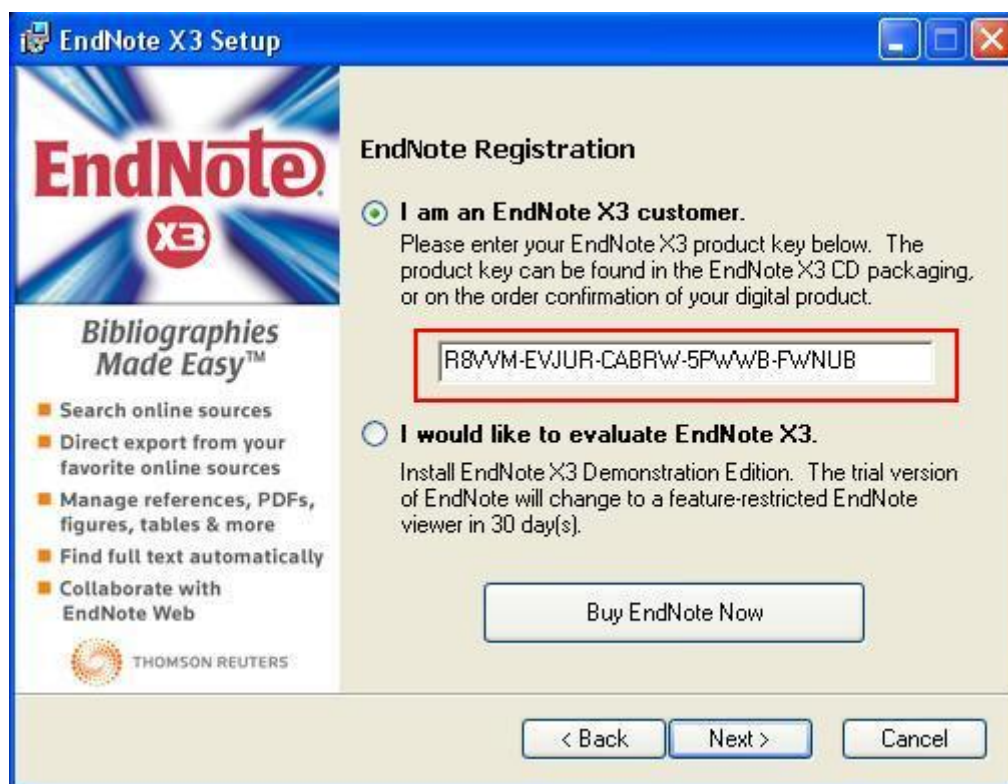 EndNote X3 Setup
EndNote
X3
Bibliographies
Made Easy™
Search online sources
Direct export from your
favorite online sources
Manage references, PDFs,
figures, tables & more
Find full text automatically
Collaborate with
EndNote Web
THOMSON REUTERS
EndNote Registration
I am an EndNote X3 customer.
Please enter your EndNote X3 product key below. The
product key can be found in the EndNote X3 CD packaging,
or on the order confirmation of your digital product.
R8VVM-EVJUR-CABRW-5PWWB-FWNUB
I would like to evaluate EndNote X3.
Install EndNote X3 Demonstration Edition. The trial version
of EndNote will change to a feature-restricted EndNote
viewer in 30 day(s).
Buy EndNote Now
< Back
Next >
Cancel